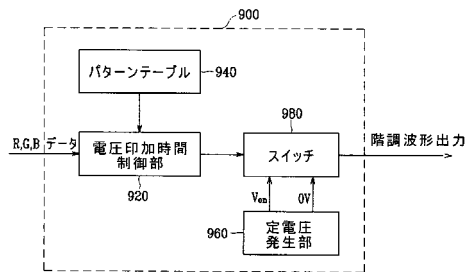 900
パターンテーブル
940
R,G,B データ
電圧印加時間
制御部
920
980
スイッチ
階調波形出力
Von
0V
960
定電圧
発生部